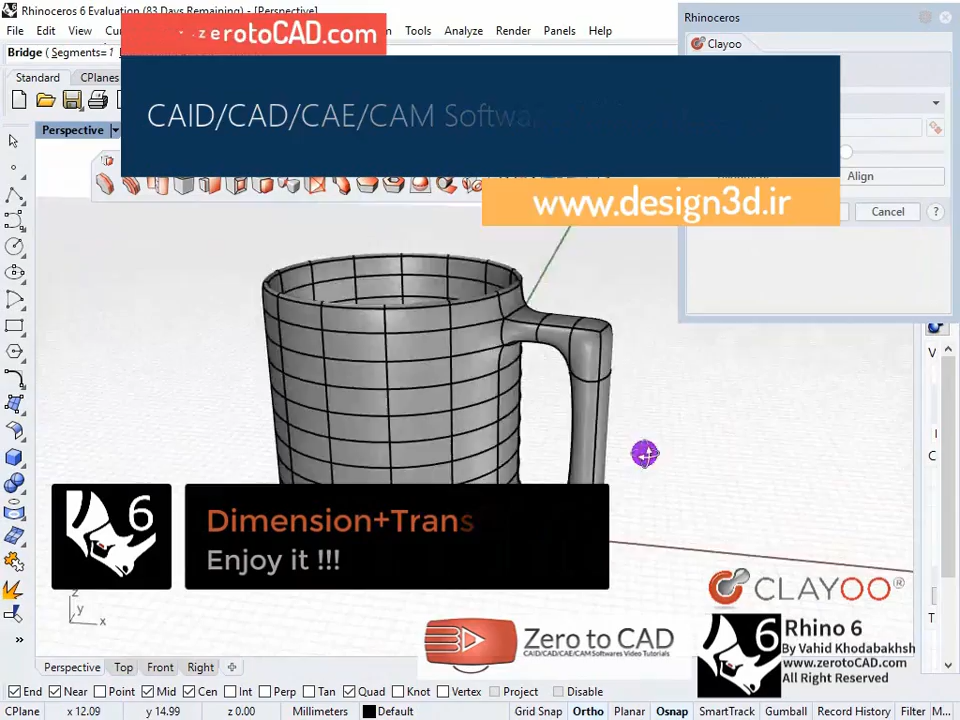 Rhinoceros 6 Evaluation (83 Days Remaining) - [Perspective]
File Edit View Tools Analyze Render Panels Help
zerotoCAD.com
Bridge ( Segments=1
Standard CPlanes
CAID/CAD/CAE/CAM
www.design3d.ir
Rhinoceros
Clayoo
Align
Cancel ?
Perspective
Dimension+Trans
Enjoy it !!!
6
z
y
x
CLAYOO®
Zero to CAD
CAID/CAD/CAE/CAM Softwares Video Tutorials
6
Rhino 6
By Vahid Khodabakhsh
www.zerotoCAD.com
All Right Reserved
V
C
T
Perspective Top Front Right
End Near Point Mid Cen Int Perp Tan Quad Knot Vertex Project Disable
CPlane x 12.09 y 14.99 z 0.00 Millimeters Default Grid Snap Ortho Planar Osnap SmartTrack Gumball Record History Filter M...